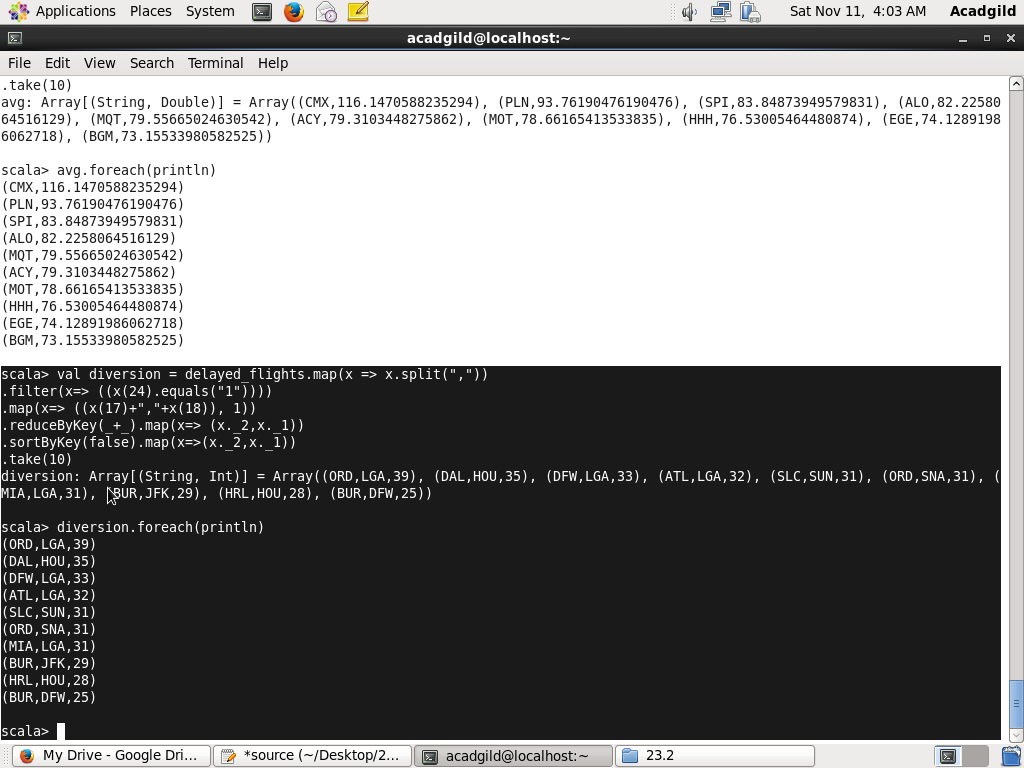 Applications Places System Sat Nov 11, 4:03 AM Acadgild
acadgild@localhost:~
File Edit View Search Terminal Help
.take(10)
avg: Array[(String, Double)] = Array((CMX,116.1470588235294), (PLN,93.76190476190476), (SPI,83.84873949579831), (ALO,82.22580
64516129), (MQT,79.55665024630542), (ACY,79.3103448275862), (MOT,78.66165413533835), (HHH,76.53005464480874), (EGE,74.1289198
6062718), (BGM,73.15533980582525))
scala> avg.foreach(println)
(CMX,116.1470588235294)
(PLN,93.76190476190476)
(SPI,83.84873949579831)
(ALO,82.2258064516129)
(MQT,79.55665024630542)
(ACY,79.3103448275862)
(MOT,78.66165413533835)
(HHH,76.53005464480874)
(EGE,74.12891986062718)
(BGM,73.15533980582525)
scala> val diversion = delayed_flights.map(x => x.split(","))
.filter(x=> ((x(24).equals("1"))))
.map(x=> ((x(17)+","+x(18)), 1))
.reduceByKey(_+_).map(x=> (x._2,x._1))
.sortByKey(false).map(x=>(x._2,x._1))
.take(10)
diversion: Array[(String, Int)] = Array((ORD,LGA,39), (DAL,HOU,35), (DFW,LGA,33), (ATL,LGA,32), (SLC,SUN,31), (ORD,SNA,31), (
MIA,LGA,31), (BUR,JFK,29), (HRL,HOU,28), (BUR,DFW,25))
scala> diversion.foreach(println)
(ORD,LGA,39)
(DAL,HOU,35)
(DFW,LGA,33)
(ATL,LGA,32)
(SLC,SUN,31)
(ORD,SNA,31)
(MIA,LGA,31)
(BUR,JFK,29)
(HRL,HOU,28)
(BUR,DFW,25)
scala>
My Drive - Google Dri... *source (~/Desktop/2... acadgild@localhost:~ 23.2